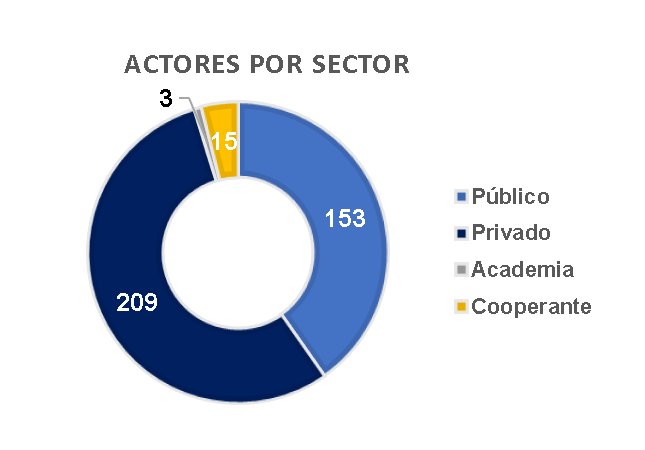 ACTORES POR SECTOR
3
15
153
209
Público
Privado
Academia
Cooperante